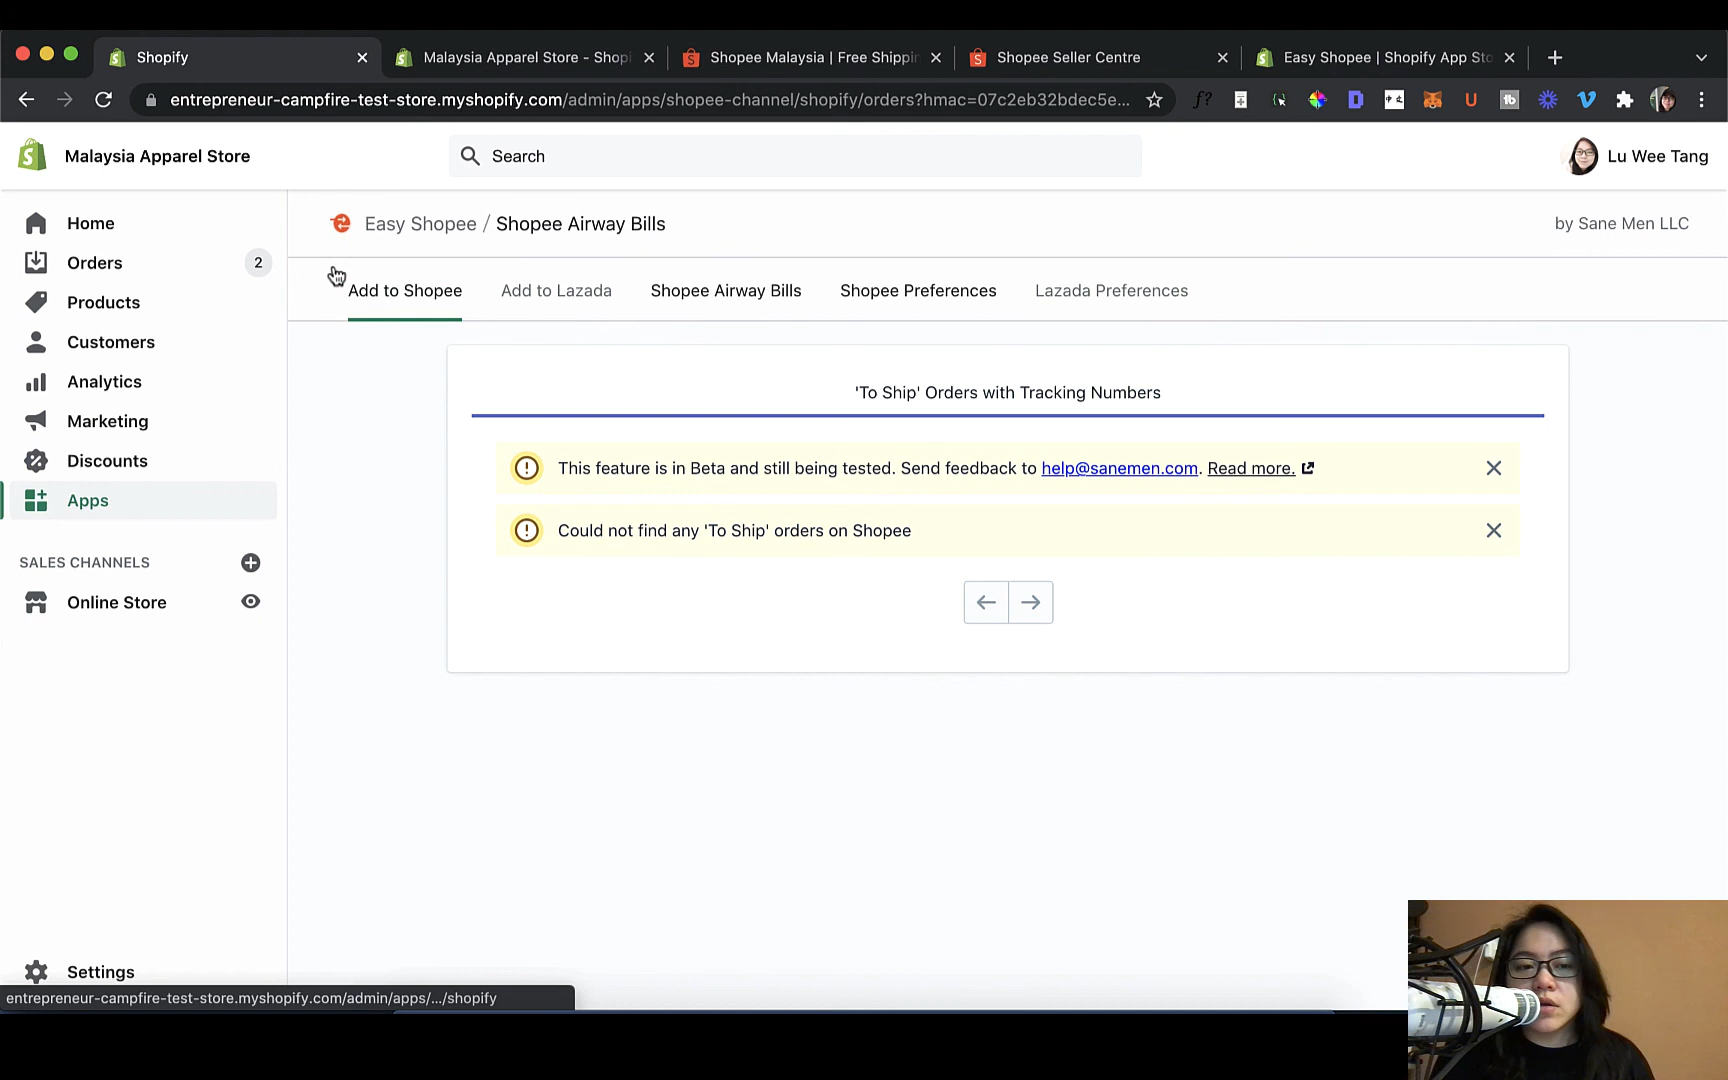 Shopify
Malaysia Apparel Store - Shopi
Shopee Malaysia | Free Shippin
Shopee Seller Centre
Easy Shopee | Shopify App Sto
entrepreneur-campfire-test-store.myshopify.com/admin/apps/shopee-channel/shopify/orders?hmac=07c2eb32bdec5e...
Malaysia Apparel Store
Search
Lu Wee Tang
Home
Orders
2
Products
Customers
Analytics
Marketing
Discounts
Apps
SALES CHANNELS
Online Store
Settings
Easy Shopee / Shopee Airway Bills
by Sane Men LLC
Add to Shopee
Add to Lazada
Shopee Airway Bills
Shopee Preferences
Lazada Preferences
'To Ship' Orders with Tracking Numbers
This feature is in Beta and still being tested. Send feedback to help@sanemen.com. Read more.
Could not find any 'To Ship' orders on Shopee
entrepreneur-campfire-test-store.myshopify.com/admin/apps/.../shopify